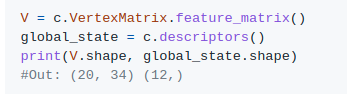 V = c.VertexMatrix.feature_matrix()
global_state = c.descriptors()
print(V.shape, global_state.shape)
#Out: (20, 34) (12,)